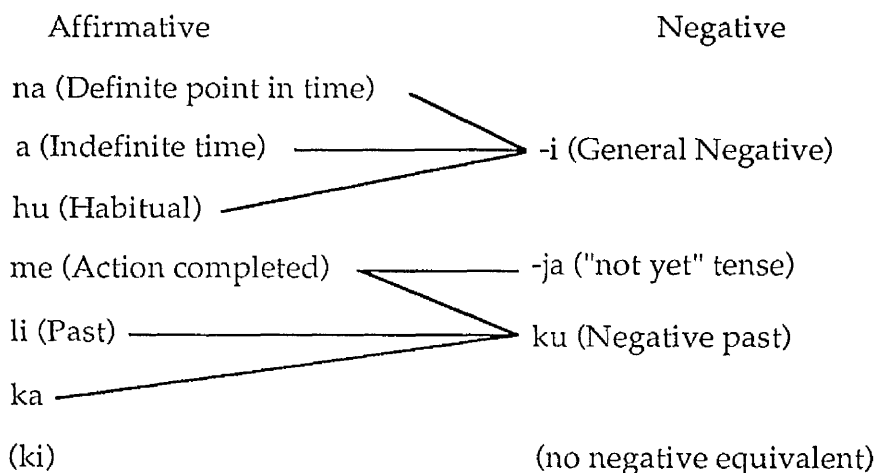 Affirmative Negative
na (Definite point in time)
a (Indefinite time) -i (General Negative)
hu (Habitual)
me (Action completed) -ja ("not yet" tense)
li (Past) ku (Negative past)
ka
(ki) (no negative equivalent)